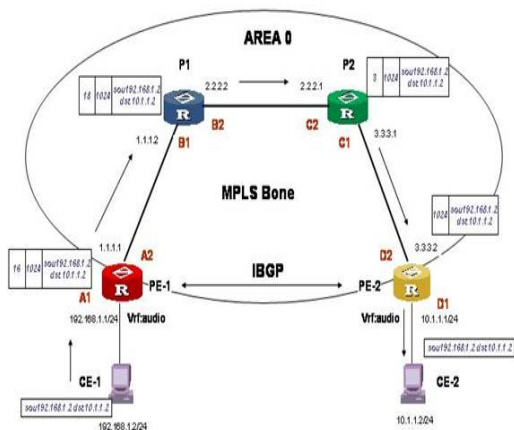 AREA 0
P1
P2
18 1024 sou192.168.1.2 dst10.1.1.2
3 1024 sou192.168.1.2 dst10.1.1.2
2.2.2.2
2.2.2.1
R
R
B2
C2
B1
C1
1.1.1.2
3.3.3.1
MPLS Bone
1024 sou192.168.1.2 dst10.1.1.2
16 1024 sou192.168.1.2 dst10.1.1.2
1.1.1.1
3.3.3.2
A2
D2
IBGP
A1
R
PE-1
PE-2
R
D1
192.168.1.1/24
Vrf:audio
Vrf:audio
10.1.1.1/24
sou192.168.1.2 dst10.1.1.2
CE-1
CE-2
sou192.168.1.2 dst10.1.1.2
192.168.1.2/24
10.1.1.2/24